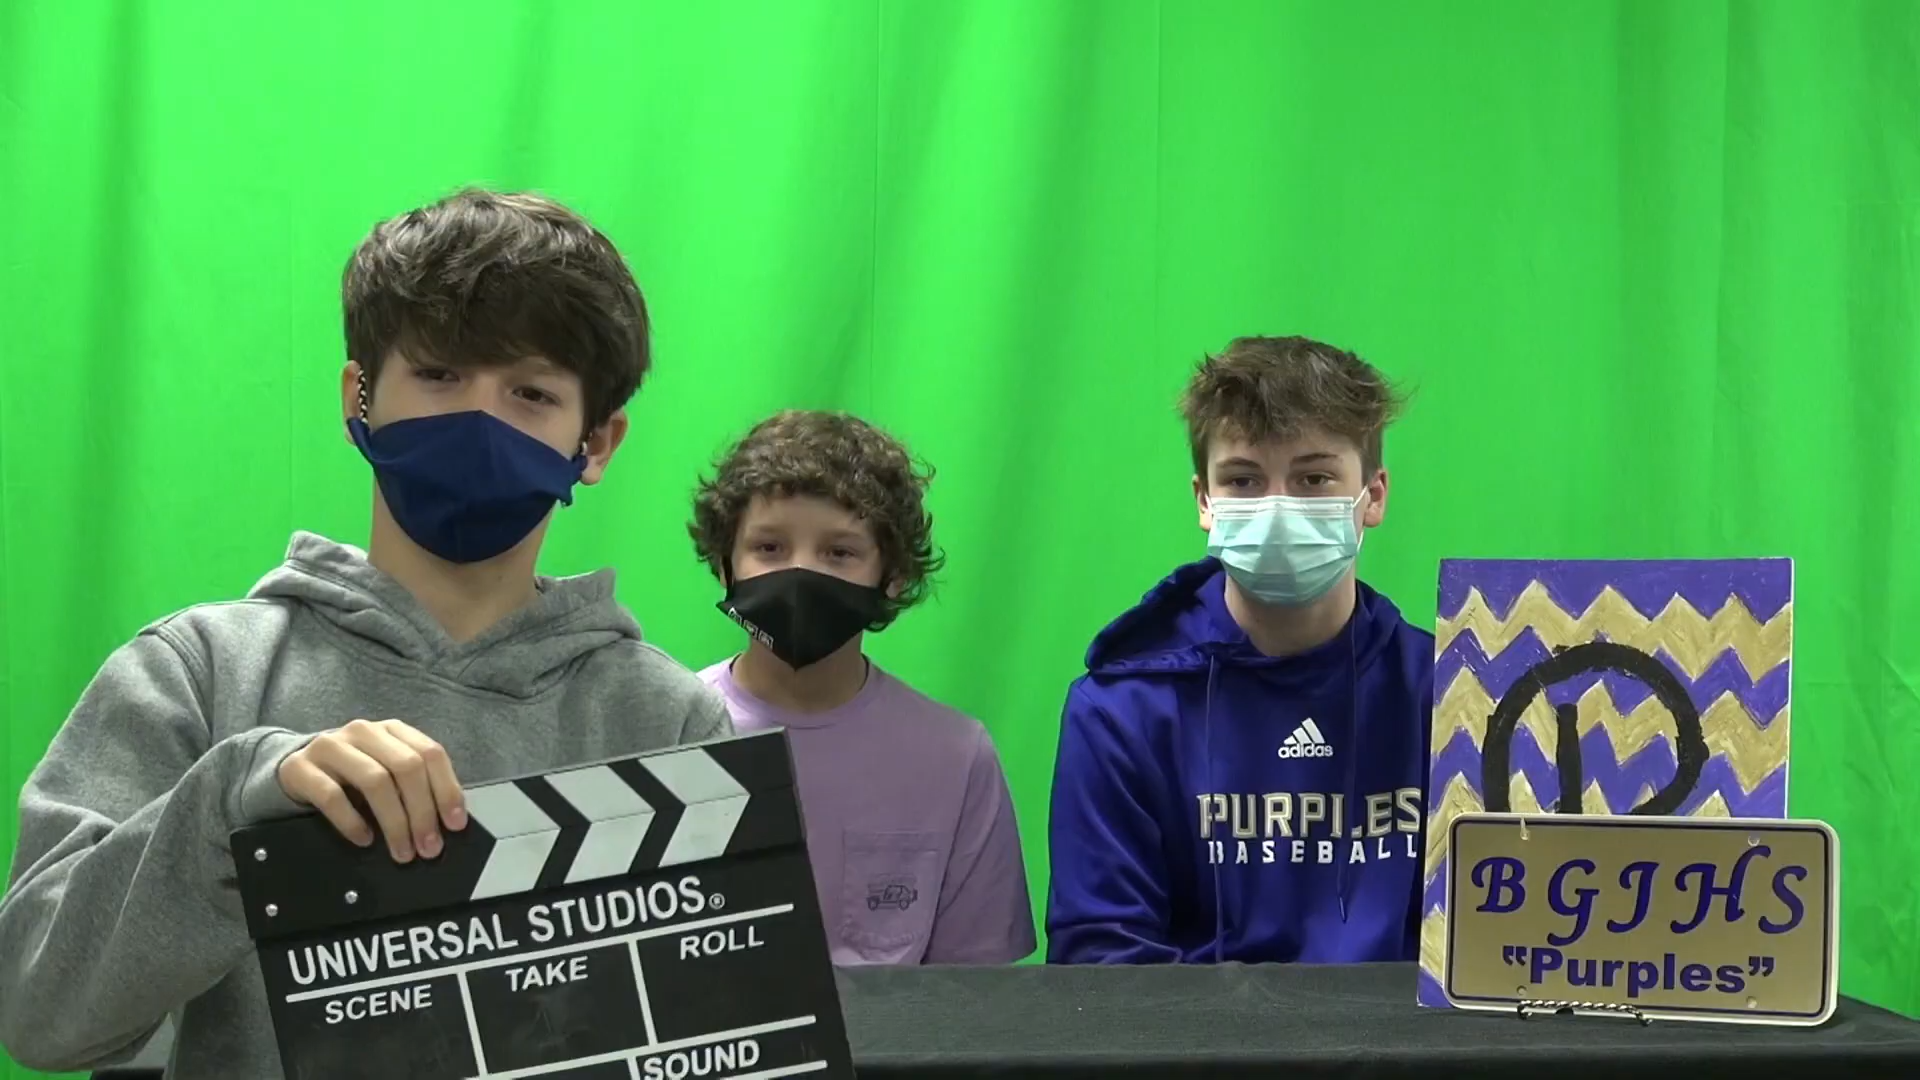 UNIVERSAL STUDIOS®
SCENE
TAKE
ROLL
SOUND
adidas
PURPLES
BASEBALL
BGJHS
“Purples”